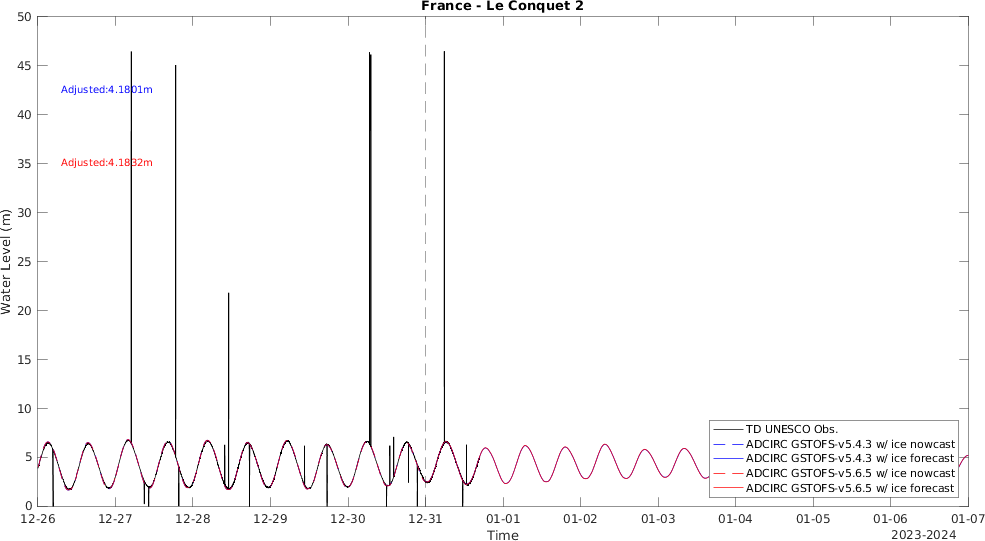 France - Le Conquet 2
50
45
40
35
30
25
20
15
10
5
0
Water Level (m)
Adjusted:4.1801m
Adjusted:4.1832m
TD UNESCO Obs.
ADCIRC GSTOFS-v5.4.3 w/ ice nowcast
ADCIRC GSTOFS-v5.4.3 w/ ice forecast
ADCIRC GSTOFS-v5.6.5 w/ ice nowcast
ADCIRC GSTOFS-v5.6.5 w/ ice forecast
12-26 12-27 12-28 12-29 12-30 12-31 01-01 01-02 01-03 01-04 01-05 01-06 01-07
Time
2023-2024